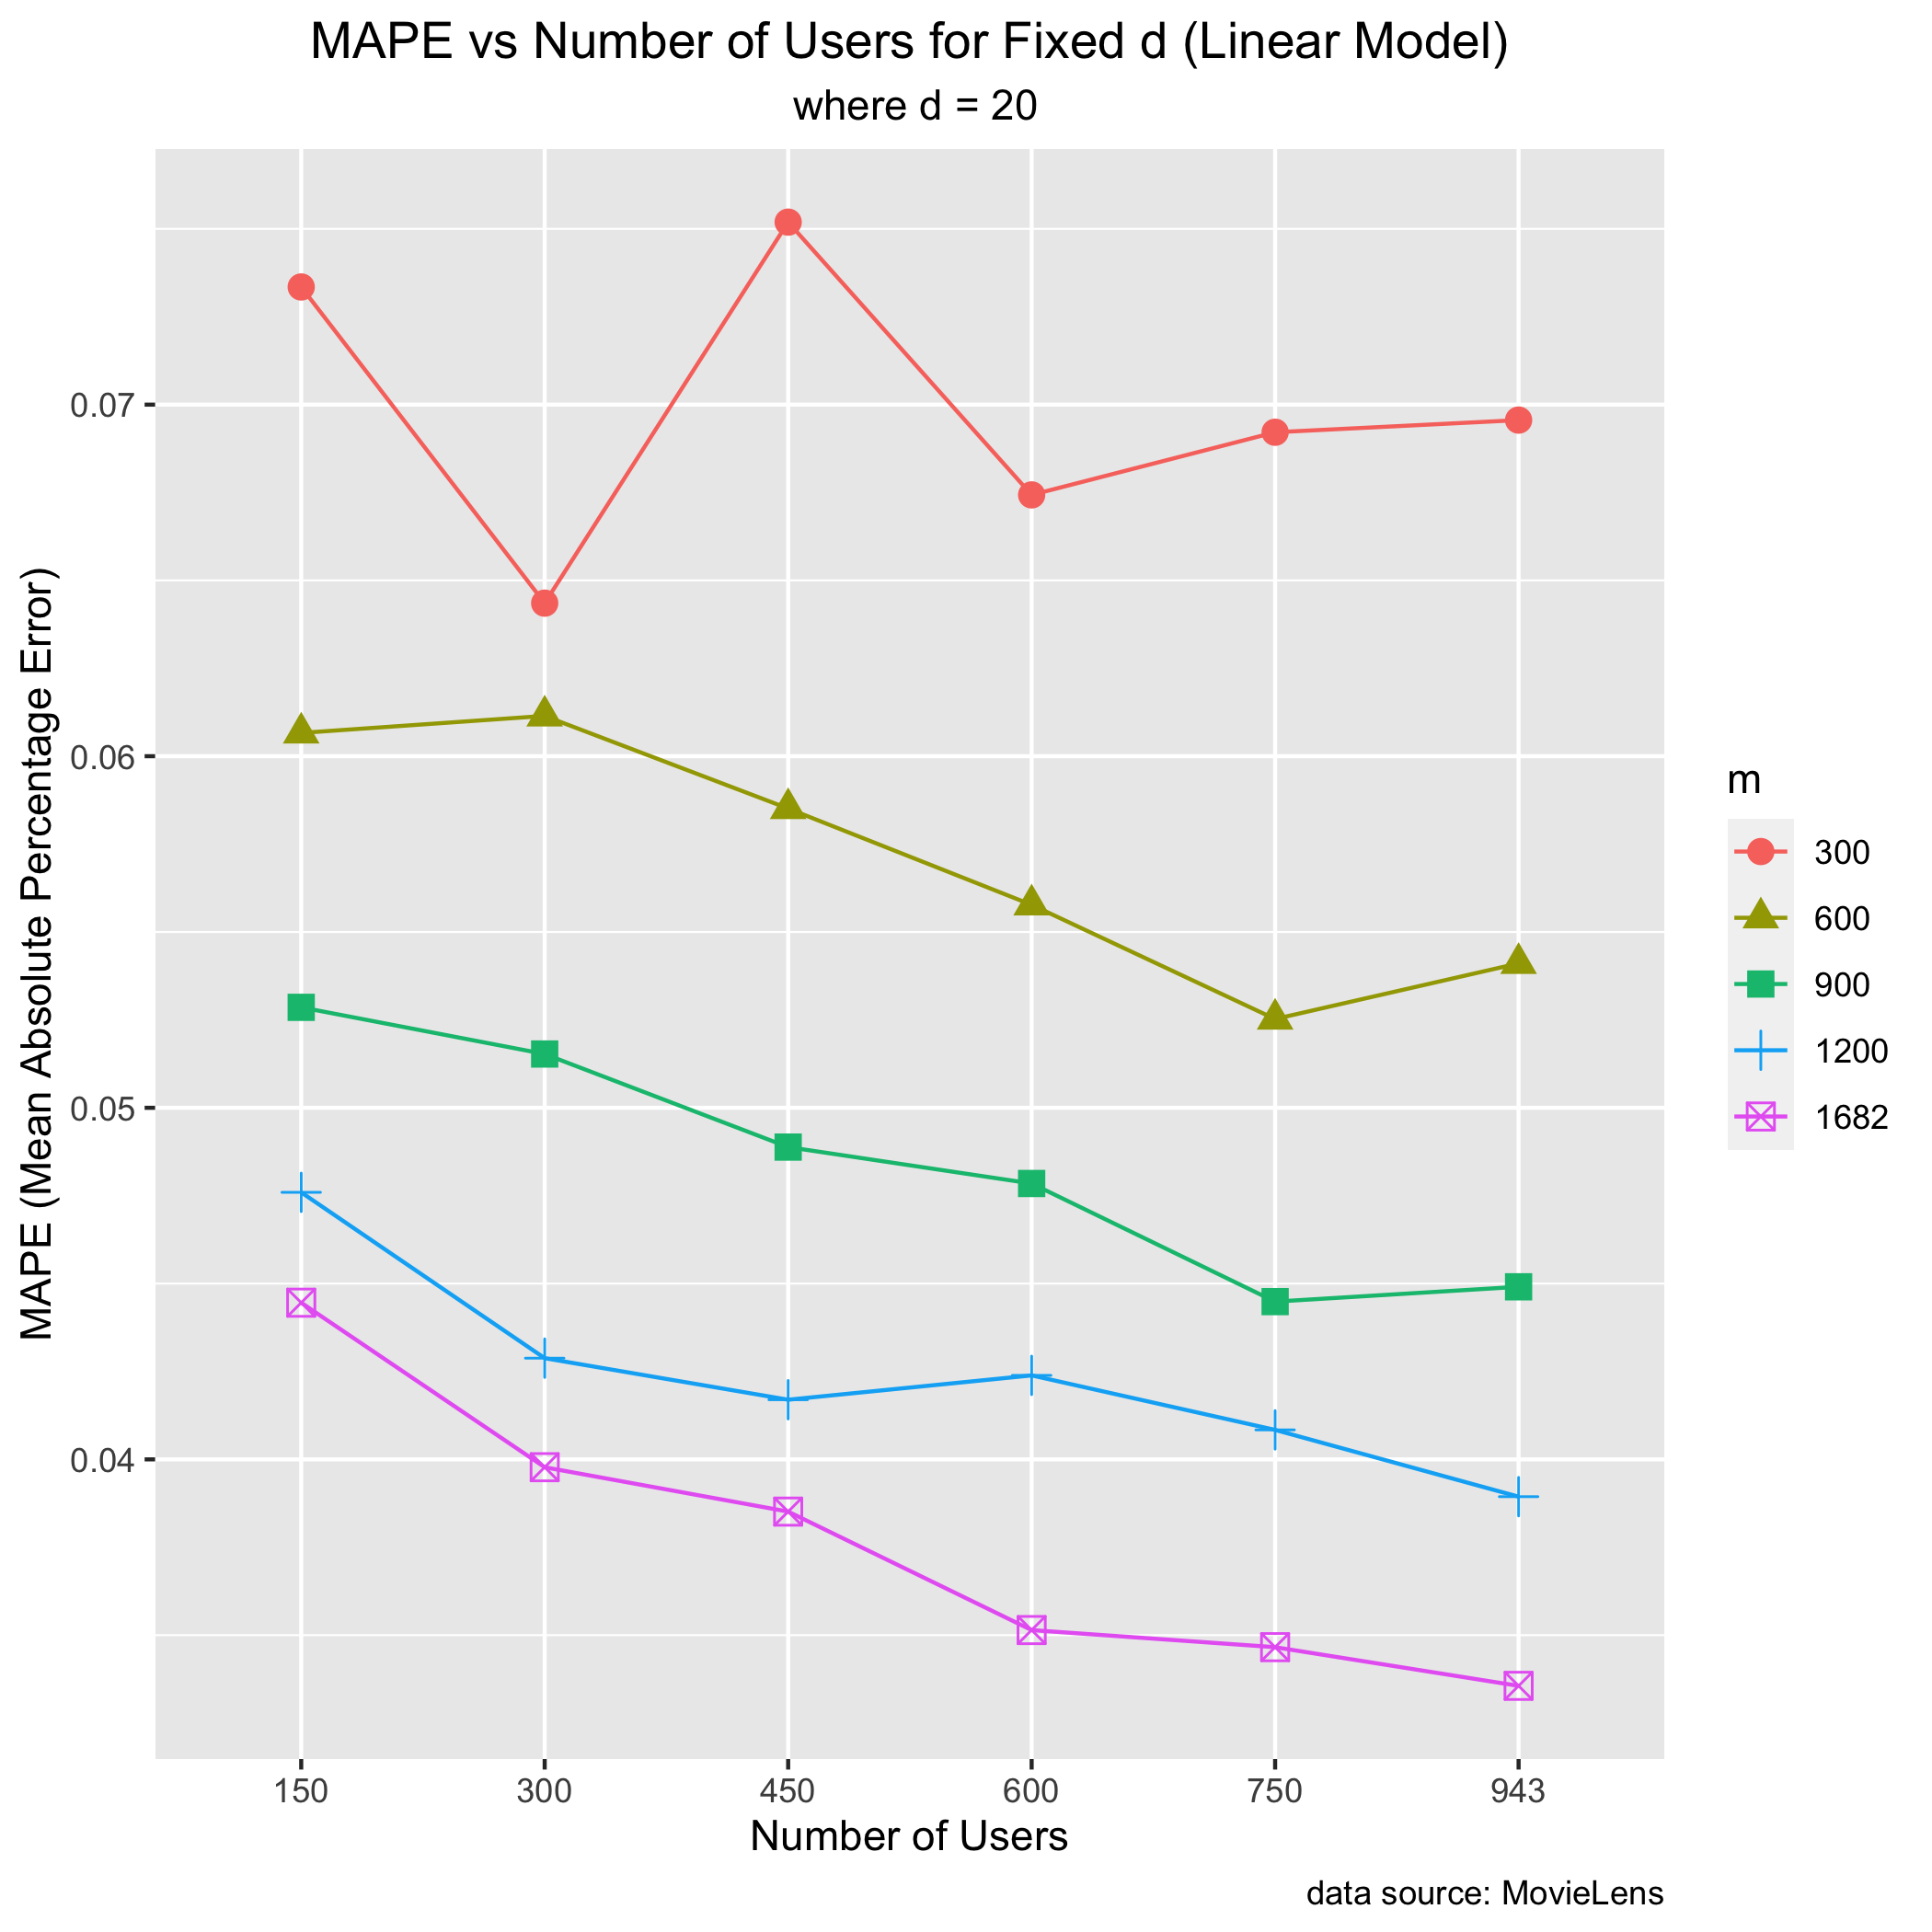 MAPE vs Number of Users for Fixed d (Linear Model)
where d = 20
MAPE (Mean Absolute Percentage Error)
0.07
0.06
0.05
0.04
150 300 450 600 750 943
Number of Users
m
300
600
900
1200
1682
data source: MovieLens